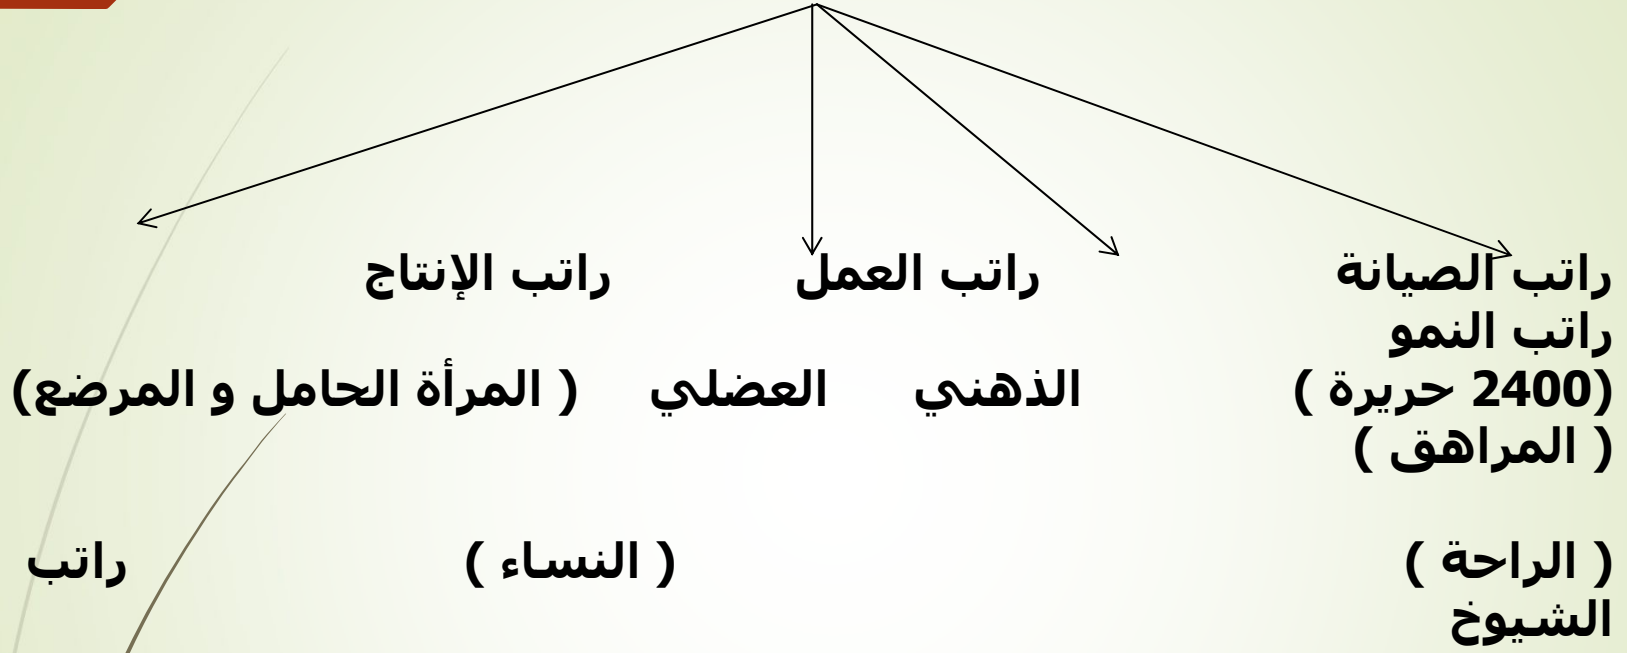 راتب الصيانة راتب العمل راتب الإنتاج
راتب النمو
(2400 حريرة ) الذهني العضلي ( المرأة الحامل و المرضع)
( المراهق )
( الراحة ) ( النساء ) راتب
الشيوخ